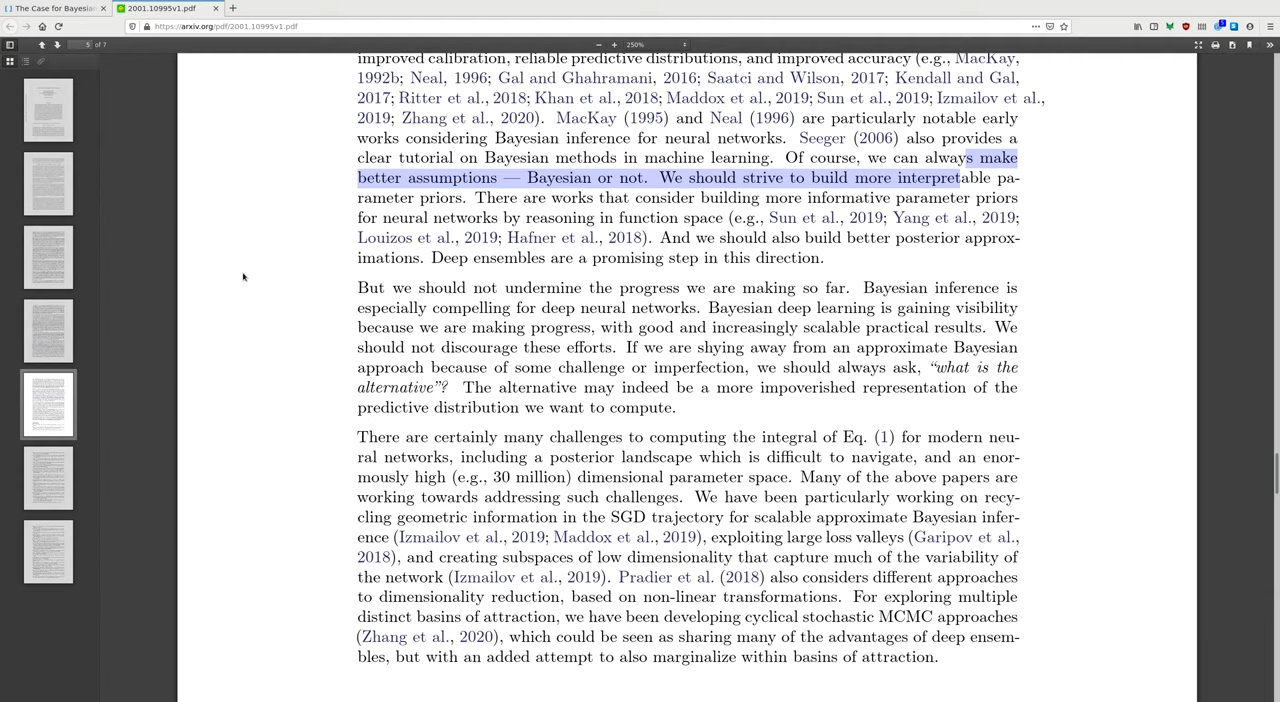 The Case for Bayesian
2001.10995v1.pdf
https://arxiv.org/pdf/2001.10995v1.pdf
5 of 7
250%
improved calibration, reliable predictive distributions, and improved accuracy (e.g., MacKay,
1992b; Neal, 1996; Gal and Ghahramani, 2016; Saatci and Wilson, 2017; Kendall and Gal,
2017; Ritter et al., 2018; Khan et al., 2018; Maddox et al., 2019; Sun et al., 2019; Izmailov et al.,
2019; Zhang et al., 2020). MacKay (1995) and Neal (1996) are particularly notable early
works considering Bayesian inference for neural networks. Seeger (2006) also provides a
clear tutorial on Bayesian methods in machine learning. Of course, we can always make
better assumptions — Bayesian or not. We should strive to build more interpretable pa-
rameter priors. There are works that consider building more informative parameter priors
for neural networks by reasoning in function space (e.g., Sun et al., 2019; Yang et al., 2019;
Louizos et al., 2019; Hafner et al., 2018). And we should also build better posterior approx-
imations. Deep ensembles are a promising step in this direction.
But we should not undermine the progress we are making so far. Bayesian inference is
especially compelling for deep neural networks. Bayesian deep learning is gaining visibility
because we are making progress, with good and increasingly scalable practical results. We
should not discourage these efforts. If we are shying away from an approximate Bayesian
approach because of some challenge or imperfection, we should always ask, “what is the
alternative”? The alternative may indeed be a more impoverished representation of the
predictive distribution we want to compute.
There are certainly many challenges to computing the integral of Eq. (1) for modern neu-
ral networks, including a posterior landscape which is difficult to navigate, and an enor-
mously high (e.g., 30 million) dimensional parameter space. Many of the above papers are
working towards addressing such challenges. We have been particularly working on recy-
cling geometric information in the SGD trajectory for scalable approximate Bayesian infer-
ence (Izmailov et al., 2019; Maddox et al., 2019), exploiting large loss valleys (Garipov et al.,
2018), and creating subspaces of low dimensionality that capture much of the variability of
the network (Izmailov et al., 2019). Pradier et al. (2018) also considers different approaches
to dimensionality reduction, based on non-linear transformations. For exploring multiple
distinct basins of attraction, we have been developing cyclical stochastic MCMC approaches
(Zhang et al., 2020), which could be seen as sharing many of the advantages of deep ensem-
bles, but with an added attempt to also marginalize within basins of attraction.